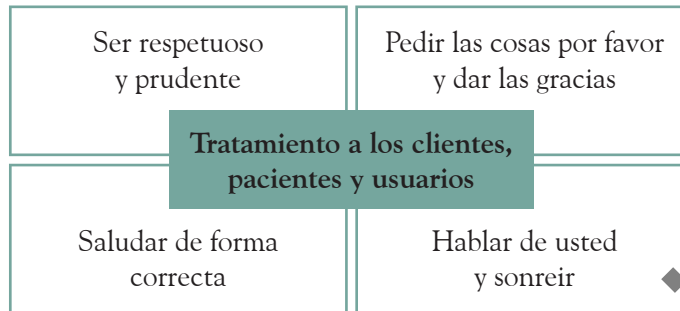 Ser respetuoso
y prudente
Pedir las cosas por favor
y dar las gracias
Tratamiento a los clientes,
pacientes y usuarios
Saludar de forma
correcta
Hablar de usted
y sonreir